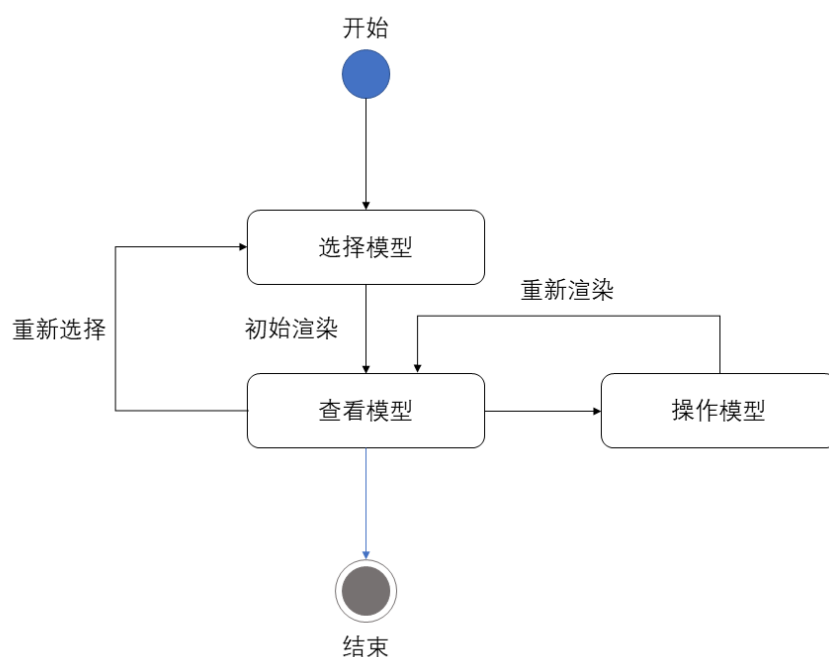 开始
选择模型
重新渲染
重新选择
初始渲染
查看模型
操作模型
结束